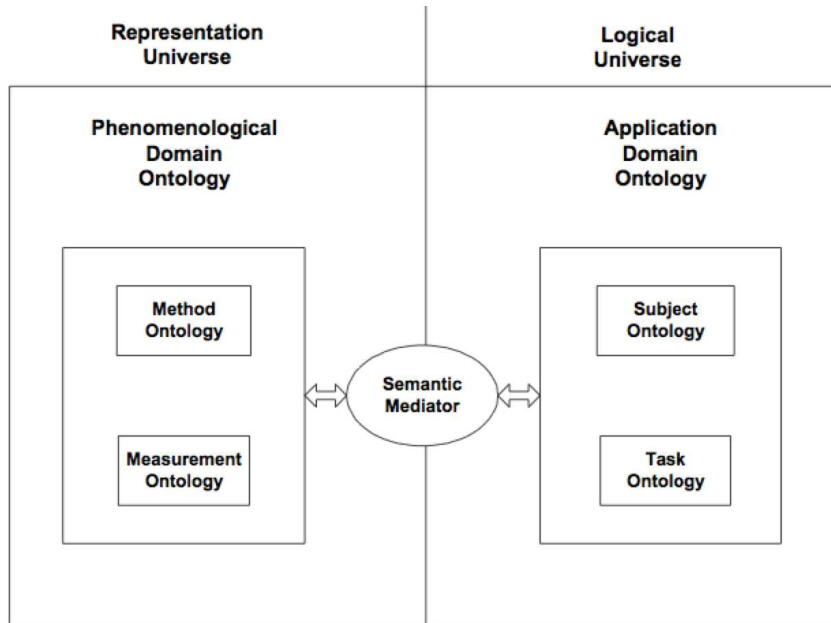 Representation
Universe
Logical
Universe
Phenomenological
Domain
Ontology
Application
Domain
Ontology
Method
Ontology
Subject
Ontology
Semantic
Mediator
Measurement
Ontology
Task
Ontology